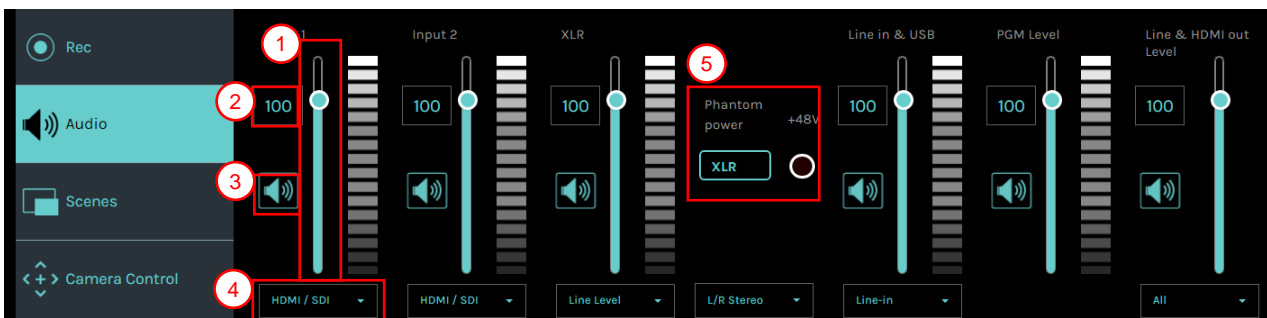 Rec
Audio
Scenes
Camera Control
1
1
2
100
3
4
HDMI / SDI
Input 2
100
HDMI / SDI
XLR
100
Line Level
5
Phantom
power
+48V
XLR
L/R Stereo
Line in & USB
100
Line-in
PGM Level
100
Line & HDMI out
Level
100
All